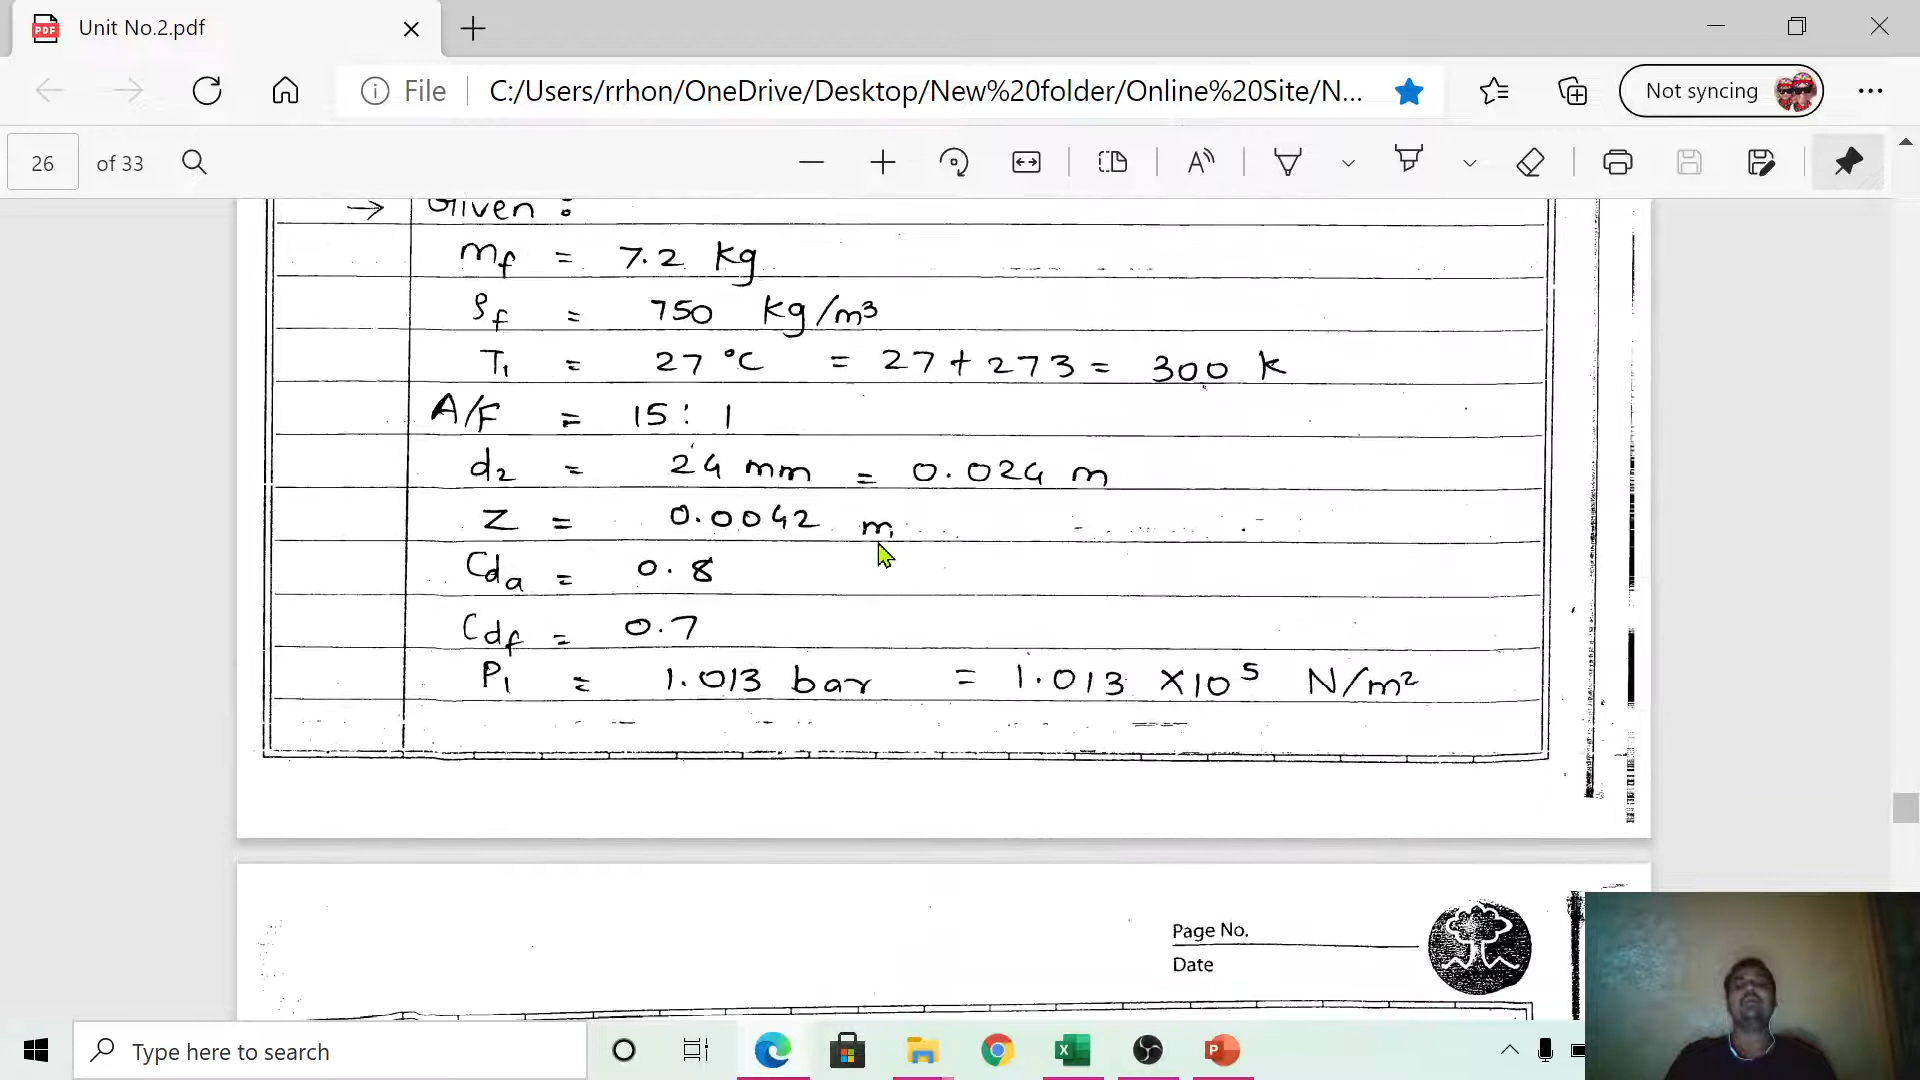 Unit No.2.pdf
File
C:/Users/rrhon/OneDrive/Desktop/New%20folder/Online%20Site/N...
Not syncing
26 of 33
→ Given :
mf = 7.2 kg
ρf = 750 kg/m³
T₁ = 27 °C = 27 + 273 = 300 k
A/F = 15 : 1
d₂ = 24 mm = 0.024 m
Z = 0.0042 m
Cda = 0.8
Cdf = 0.7
P₁ = 1.013 bar = 1.013 ×10⁵ N/m²
Page No.
Date
Type here to search